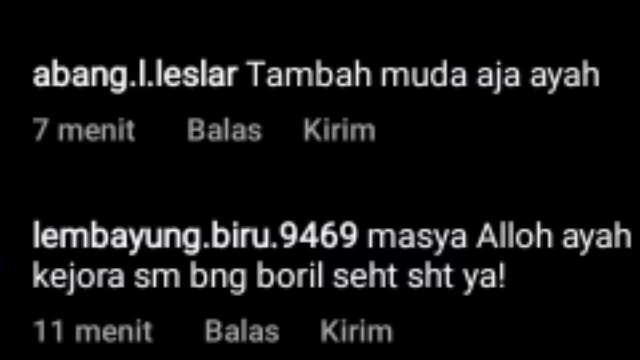 abang.l.leslar Tambah muda aja ayah
7 menit Balas Kirim
lembayung.biru.9469 masya Alloh ayah
kejora sm bng boril seht sht ya!
11 menit Balas Kirim